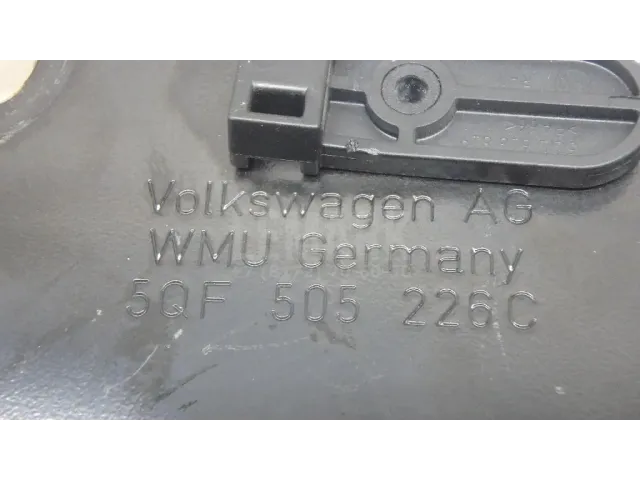 Volkswagen AG
WMU Germany
5QF 505 226C